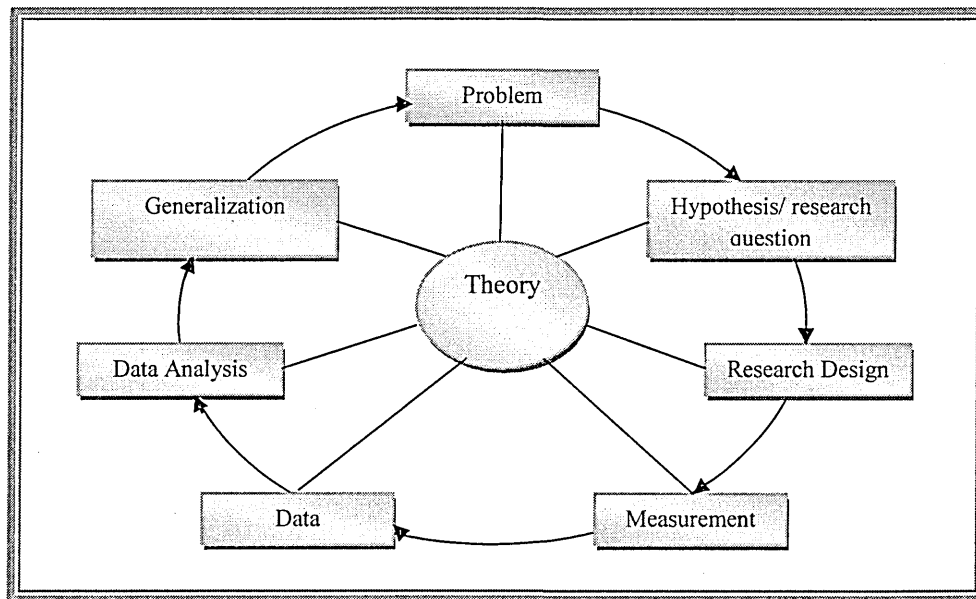 Problem
Hypothesis/ research
question
Generalization
Theory
Data Analysis
Research Design
Data
Measurement